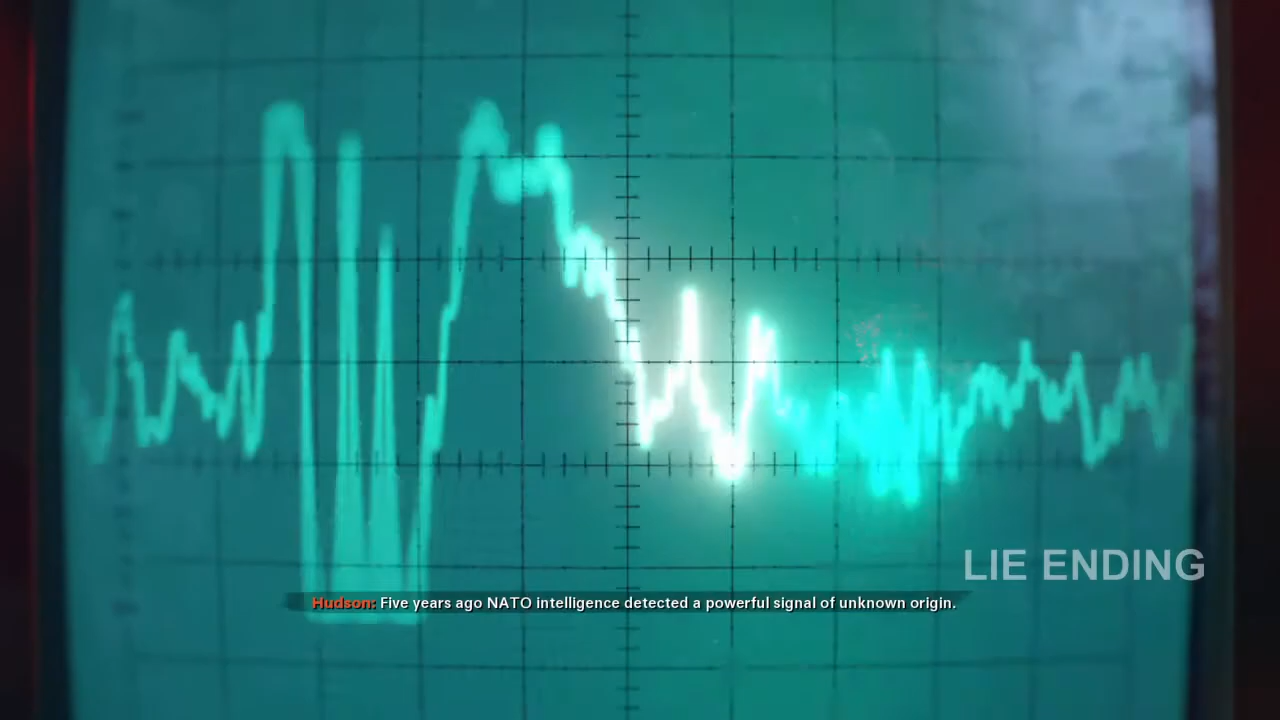 LIE ENDING
Hudson: Five years ago NATO intelligence detected a powerful signal of unknown origin.